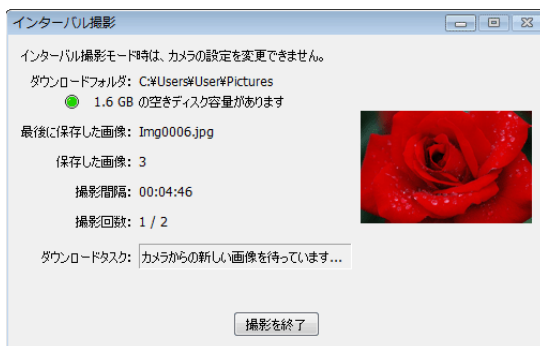 インターバル撮影
インターバル撮影モード時は、カメラの設定を変更できません。
ダウンロードフォルダ: C:¥Users¥User¥Pictures
1.6 GB の空きディスク容量があります
最後に保存した画像: Img0006.jpg
保存した画像: 3
撮影間隔: 00:04:46
撮影回数: 1 / 2
ダウンロードタスク: カメラからの新しい画像を待っています...
撮影を終了